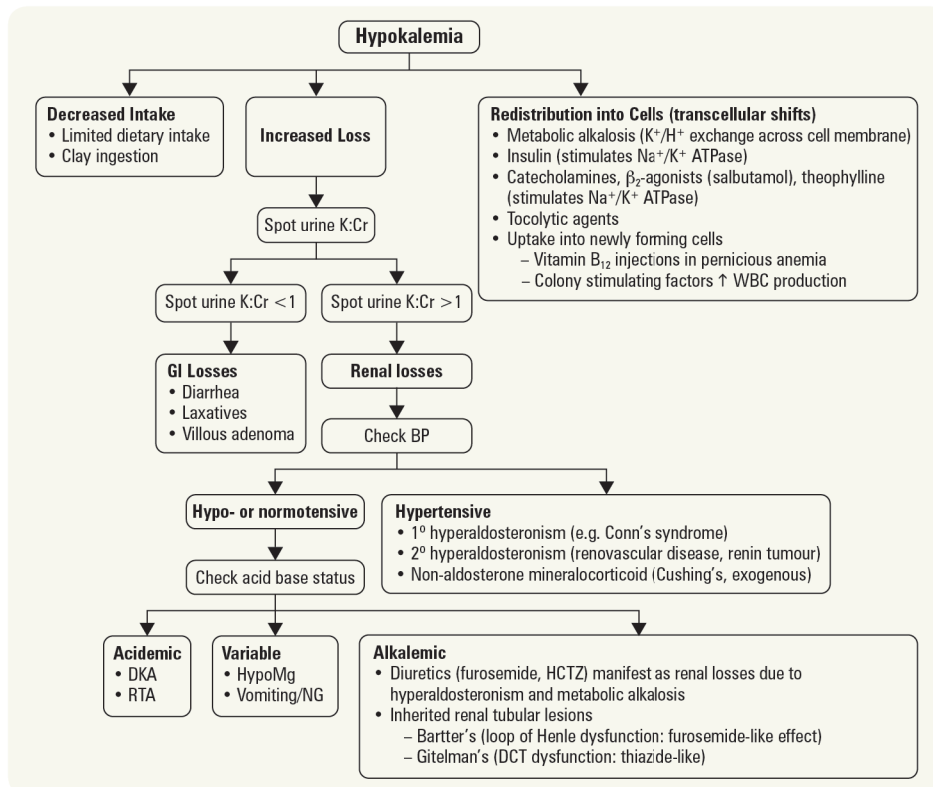 Hypokalemia
Decreased Intake
• Limited dietary intake
• Clay ingestion
Increased Loss
Redistribution into Cells (transcellular shifts)
• Metabolic alkalosis (K⁺/H⁺ exchange across cell membrane)
• Insulin (stimulates Na⁺/K⁺ ATPase)
• Catecholamines, β₂-agonists (salbutamol), theophylline
(stimulates Na⁺/K⁺ ATPase)
• Tocolytic agents
• Uptake into newly forming cells
– Vitamin B₁₂ injections in pernicious anemia
– Colony stimulating factors ↑ WBC production
Spot urine K:Cr
Spot urine K:Cr <1
Spot urine K:Cr >1
GI Losses
• Diarrhea
• Laxatives
• Villous adenoma
Renal losses
Check BP
Hypo- or normotensive
Hypertensive
• 1º hyperaldosteronism (e.g. Conn's syndrome)
• 2º hyperaldosteronism (renovascular disease, renin tumour)
• Non-aldosterone mineralocorticoid (Cushing's, exogenous)
Check acid base status
Acidemic
• DKA
• RTA
Variable
• HypoMg
• Vomiting/NG
Alkalemic
• Diuretics (furosemide, HCTZ) manifest as renal losses due to
hyperaldosteronism and metabolic alkalosis
• Inherited renal tubular lesions
– Bartter's (loop of Henle dysfunction: furosemide-like effect)
– Gitelman's (DCT dysfunction: thiazide-like)